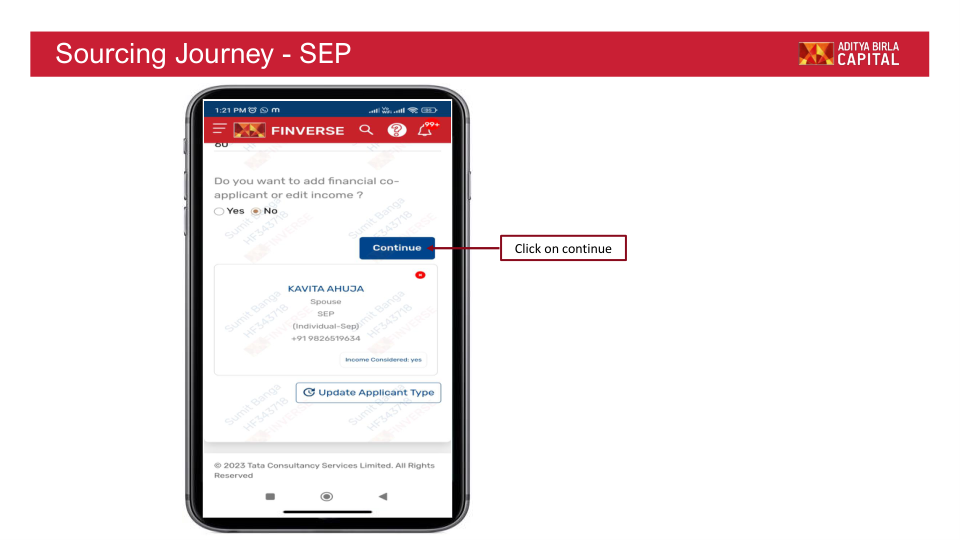 Sourcing Journey - SEP
ADITYA BIRLA
CAPITAL
1:21 PM
FINVERSE
99+
60
Do you want to add financial co-
applicant or edit income ?
Yes No
Continue
Click on continue
KAVITA AHUJA
Spouse
SEP
(Individual-Sep)
+91 9826519634
Income Considered: yes
Update Applicant Type
Sumit Banga
HF343718
© 2023 Tata Consultancy Services Limited. All Rights
Reserved